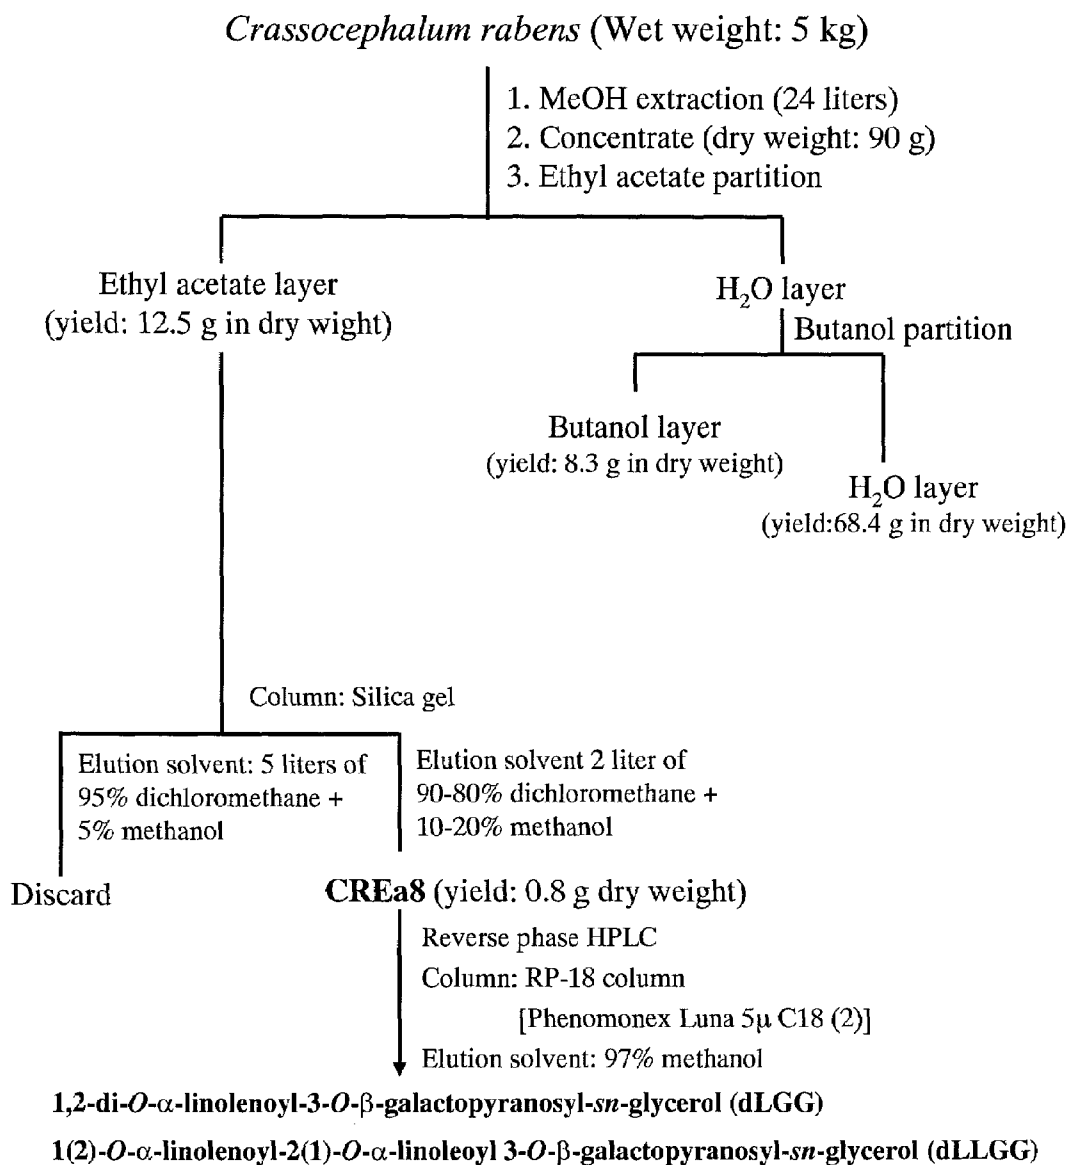 Crassocephalum rabens (Wet weight: 5 kg)
1. MeOH extraction (24 liters)
2. Concentrate (dry weight: 90 g)
3. Ethyl acetate partition
Ethyl acetate layer
(yield: 12.5 g in dry wight)
H₂O layer
Butanol partition
Butanol layer
(yield: 8.3 g in dry weight)
H₂O layer
(yield:68.4 g in dry weight)
Column: Silica gel
Elution solvent: 5 liters of
95% dichloromethane +
5% methanol
Elution solvent 2 liter of
90-80% dichloromethane +
10-20% methanol
Discard
CREa8 (yield: 0.8 g dry weight)
Reverse phase HPLC
Column: RP-18 column
[Phenomonex Luna 5μ C18 (2)]
Elution solvent: 97% methanol
1,2-di-O-α-linolenoyl-3-O-β-galactopyranosyl-sn-glycerol (dLGG)
1(2)-O-α-linolenoyl-2(1)-O-α-linoleoyl 3-O-β-galactopyranosyl-sn-glycerol (dLLGG)